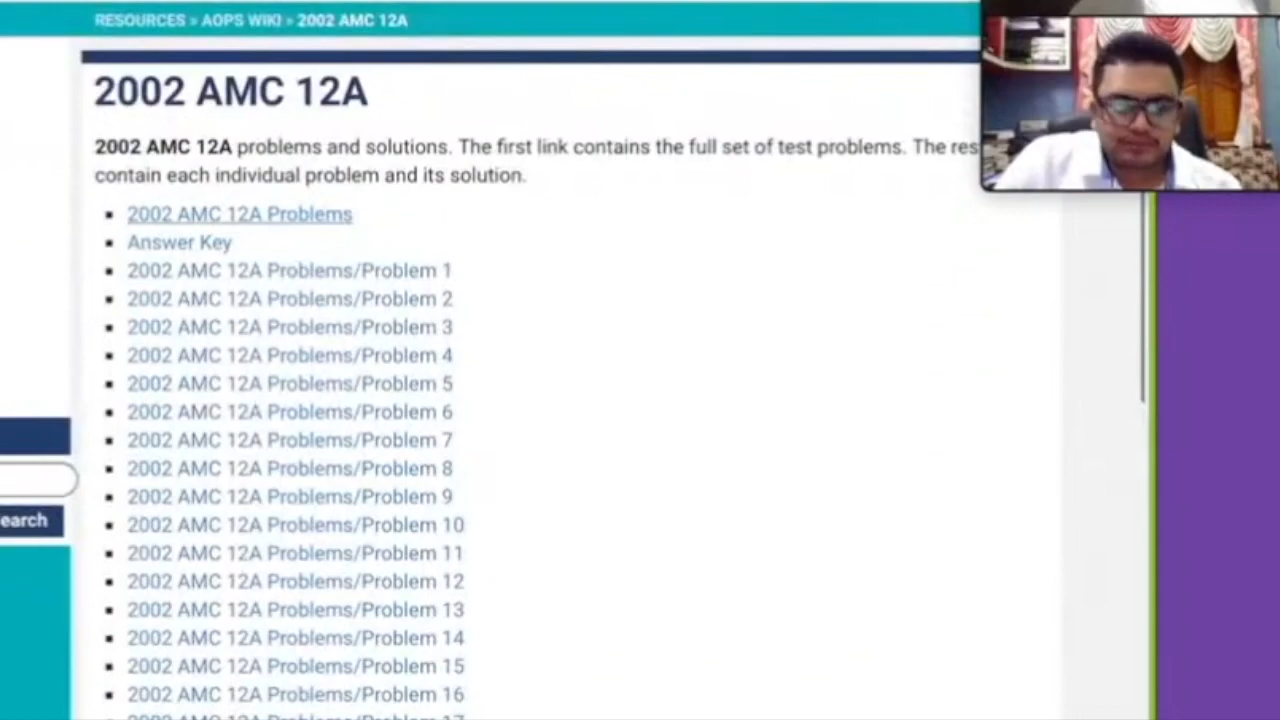 RESOURCES » AOPS WIKI » 2002 AMC 12A
2002 AMC 12A
2002 AMC 12A problems and solutions. The first link contains the full set of test problems. The
contain each individual problem and its solution.
2002 AMC 12A Problems
Answer Key
2002 AMC 12A Problems/Problem 1
2002 AMC 12A Problems/Problem 2
2002 AMC 12A Problems/Problem 3
2002 AMC 12A Problems/Problem 4
2002 AMC 12A Problems/Problem 5
2002 AMC 12A Problems/Problem 6
2002 AMC 12A Problems/Problem 7
2002 AMC 12A Problems/Problem 8
2002 AMC 12A Problems/Problem 9
2002 AMC 12A Problems/Problem 10
2002 AMC 12A Problems/Problem 11
earch
2002 AMC 12A Problems/Problem 12
2002 AMC 12A Problems/Problem 13
2002 AMC 12A Problems/Problem 14
2002 AMC 12A Problems/Problem 15
2002 AMC 12A Problems/Problem 16